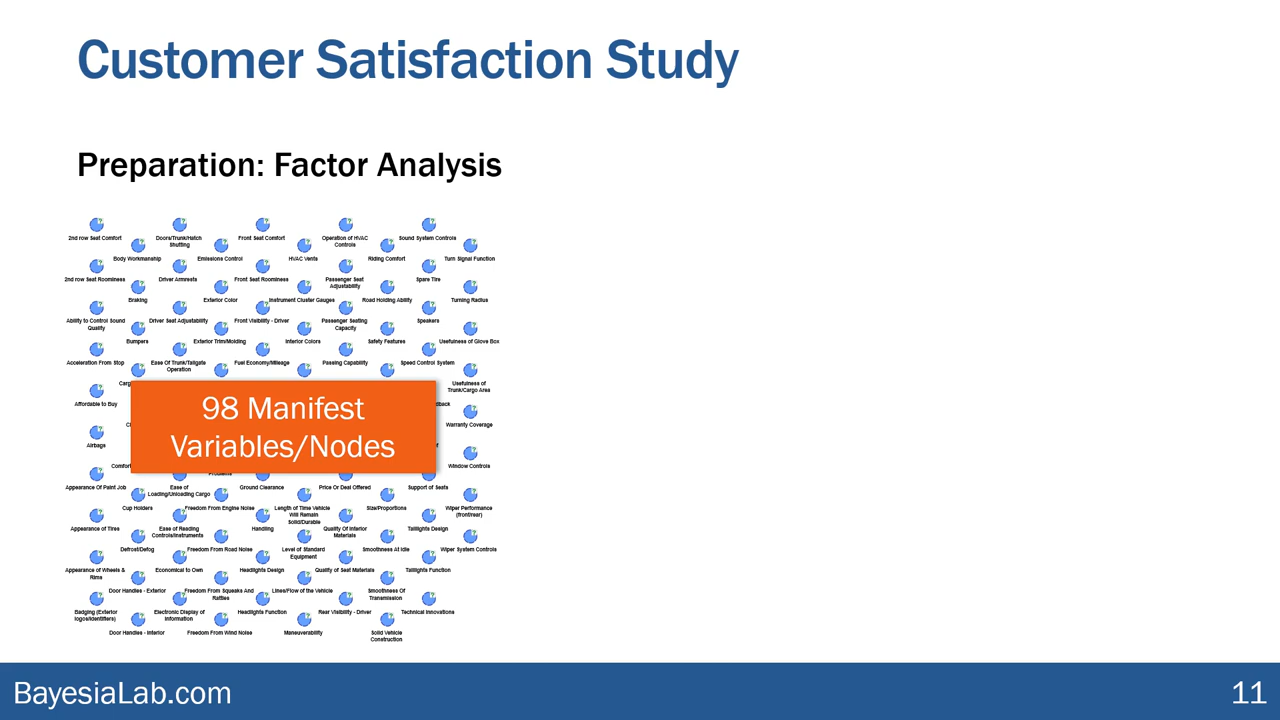 Customer Satisfaction Study
Preparation: Factor Analysis
2nd row Seat Comfort
Doors/Trunk/Hatch
Shutting
Front Seat Comfort
Operation of HVAC
Controls
Sound System Controls
Body Workmanship
Emissions Control
HVAC Vents
Riding Comfort
Turn Signal Function
2nd row Seat Roominess
Driver Armrests
Front Seat Roominess
Passenger Seat
Adjustability
Spare Tire
Braking
Exterior Color
Instrument Cluster Gauges
Road Holding Ability
Turning Radius
Ability to Control Sound
Quality
Driver Seat Adjustability
Front Visibility - Driver
Passenger Seating
Capacity
Speakers
Bumpers
Exterior Trim/Molding
Interior Colors
Safety Features
Usefulness of Glove Box
Acceleration From Stop
Ease Of Trunk/Tailgate
Operation
Fuel Economy/Mileage
Passing Capability
Speed Control System
Usefulness of
Trunk/Cargo Area
Affordable to Buy
98 Manifest
Variables/Nodes
Warranty Coverage
Airbags
Window Controls
Appearance Of Paint Job
Ease of
Loading/Unloading Cargo
Ground Clearance
Price Or Deal Offered
Support of Seats
Cup Holders
Freedom From Engine Noise
Length of Time Vehicle
Will Remain
Solid/Durable
Size/Proportions
Wiper Performance
(front/rear)
Appearance of Tires
Ease of Reading
Controls/Instruments
Handling
Quality Of Interior
Materials
Taillights Design
Defrost/Defog
Freedom From Road Noise
Level of Standard
Equipment
Smoothness At Idle
Wiper System Controls
Appearance of Wheels &
Rims
Economical to Own
Headlights Design
Quality of Seat Materials
Taillights Function
Door Handles - Exterior
Freedom From Squeaks And
Rattles
Lines/Flow of the Vehicle
Smoothness Of
Transmission
Badging (Exterior
logos/identifiers)
Electronic Display of
Information
Headlights Function
Rear Visibility - Driver
Technical Innovations
Door Handles - Interior
Freedom From Wind Noise
Maneuverability
Solid Vehicle
Construction
BayesiaLab.com
11